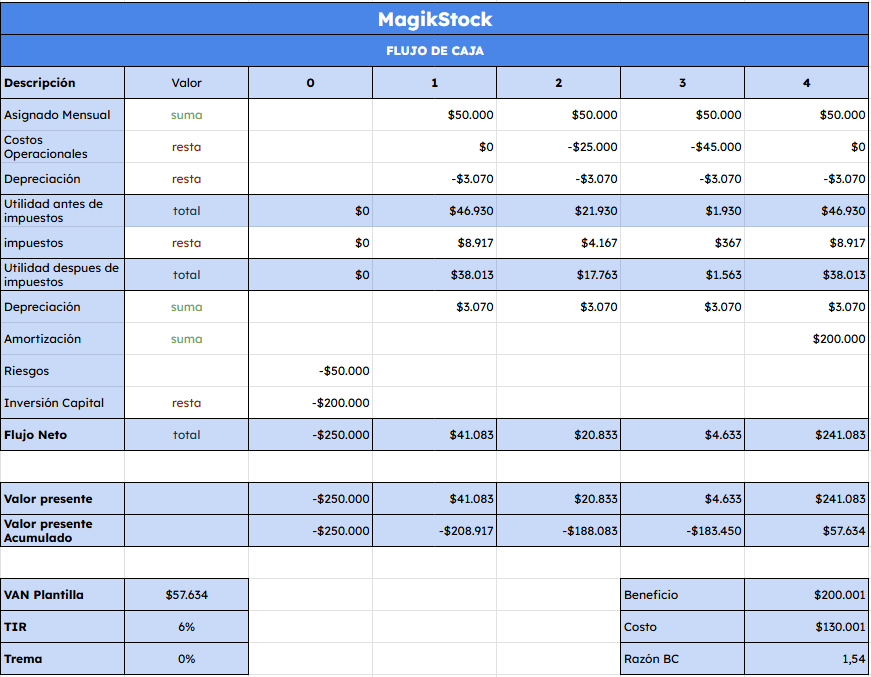 MagikStock
FLUJO DE CAJA
Descripción Valor 0 1 2 3 4
Asignado Mensual suma $50.000 $50.000 $50.000 $50.000
Costos
Operacionales resta $0 -$25.000 -$45.000 $0
Depreciación resta -$3.070 -$3.070 -$3.070 -$3.070
Utilidad antes de
impuestos total $0 $46.930 $21.930 $1.930 $46.930
impuestos resta $0 $8.917 $4.167 $367 $8.917
Utilidad despues de
impuestos total $0 $38.013 $17.763 $1.563 $38.013
Depreciación suma $3.070 $3.070 $3.070 $3.070
Amortización suma $200.000
Riesgos -$50.000
Inversión Capital resta -$200.000
Flujo Neto total -$250.000 $41.083 $20.833 $4.633 $241.083
Valor presente -$250.000 $41.083 $20.833 $4.633 $241.083
Valor presente
Acumulado -$250.000 -$208.917 -$188.083 -$183.450 $57.634
VAN Plantilla $57.634 Beneficio $200.001
TIR 6% Costo $130.001
Trema 0% Razón BC 1,54